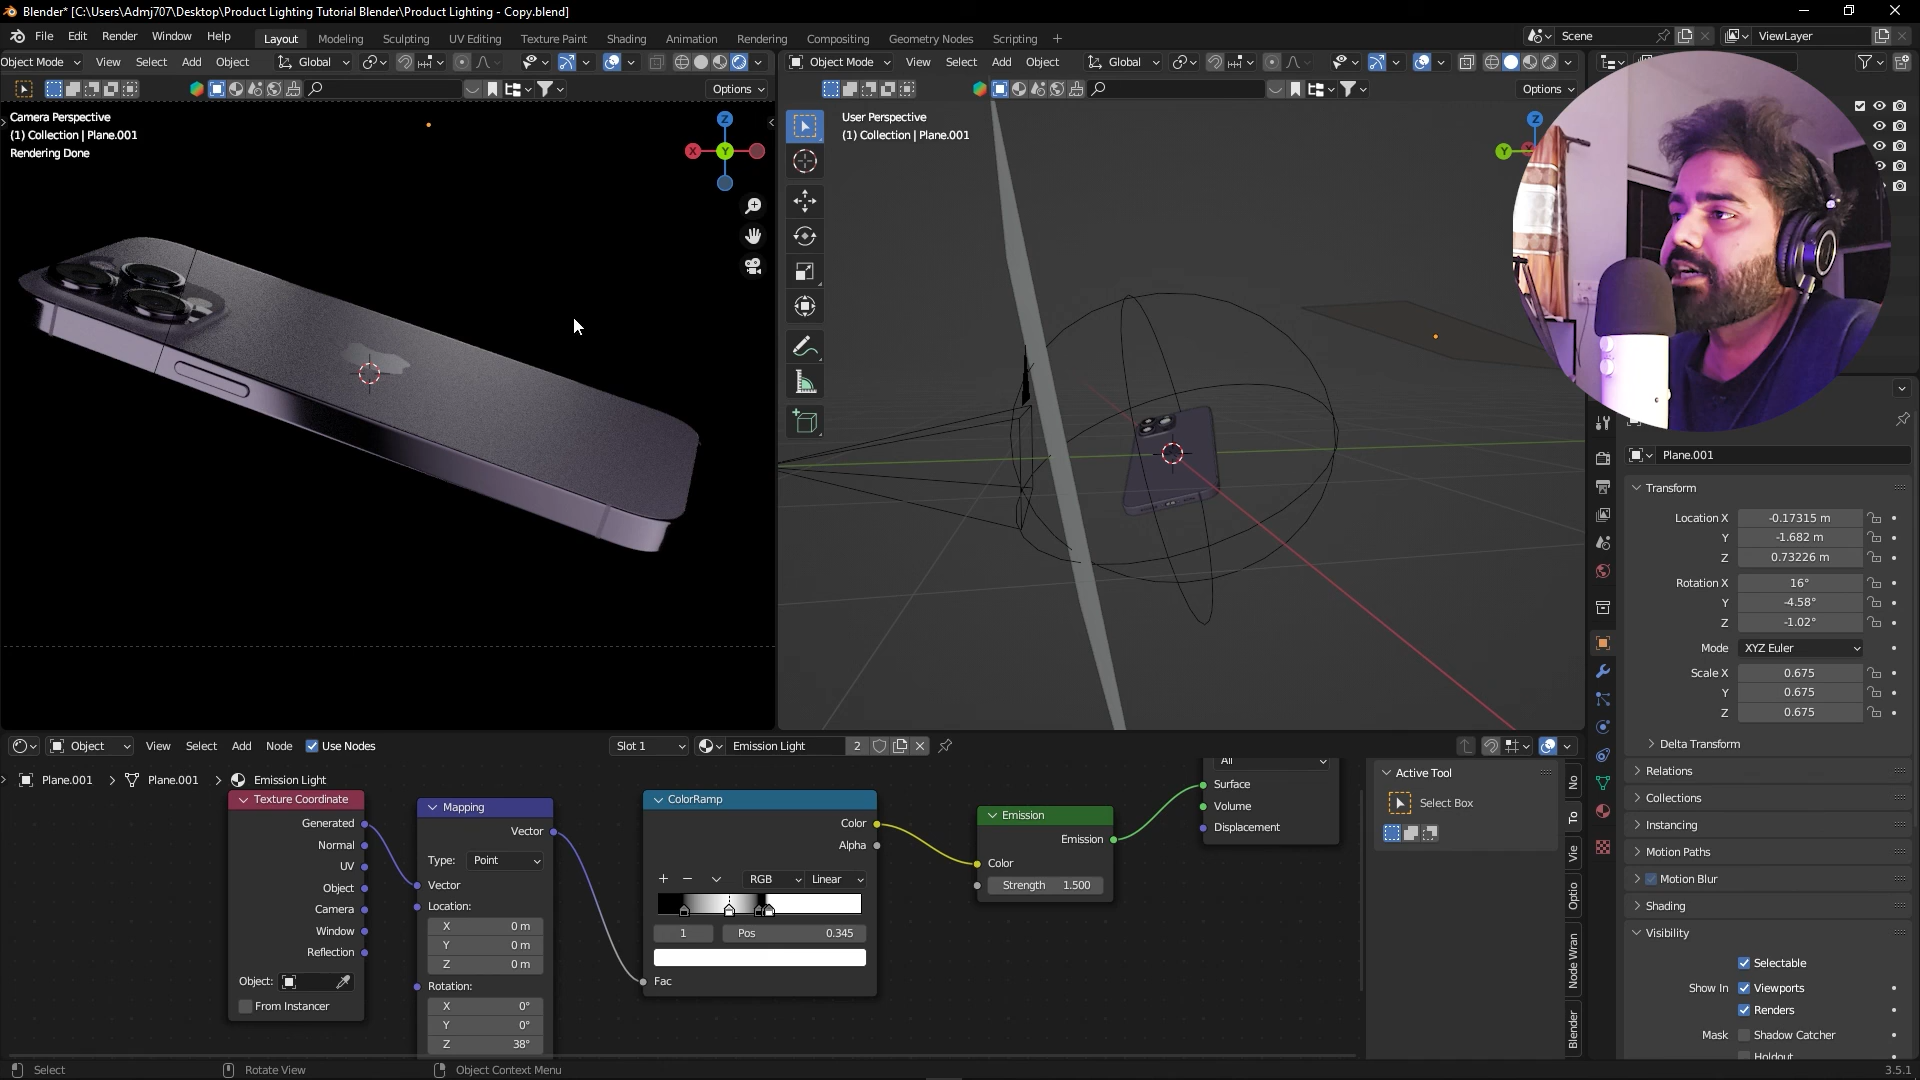 Blender* [C:\Users\Admj707\Desktop\Product Lighting Tutorial Blender\Product Lighting - Copy.blend]
File Edit Render Window Help Layout Modeling Sculpting UV Editing Texture Paint Shading Animation Rendering Compositing Geometry Nodes Scripting + Scene ViewLayer
Object Mode View Select Add Object Global Object Mode View Select Add Object Global
Options Options
Camera Perspective
(1) Collection | Plane.001
Rendering Done
Z
X
Y
User Perspective
(1) Collection | Plane.001
Z
Y
Plane.001
Transform
Location X -0.17315 m
Y -1.682 m
Z 0.73226 m
Rotation X 16°
Y -4.58°
Z -1.02°
Mode XYZ Euler
Scale X 0.675
Y 0.675
Z 0.675
Delta Transform
Relations
Collections
Instancing
Motion Paths
Motion Blur
Shading
Visibility
Selectable
Show In Viewports
Renders
Mask Shadow Catcher
Holdout
Object View Select Add Node Use Nodes Slot 1 Emission Light 2
Plane.001 > Plane.001 > Emission Light
Texture Coordinate
Generated
Normal
UV
Object
Camera
Window
Reflection
Object:
From Instancer
Mapping
Vector
Type: Point
Vector
Location:
X 0 m
Y 0 m
Z 0 m
Rotation:
X 0°
Y 0°
Z 38°
ColorRamp
Color
Alpha
+ − RGB Linear
1 Pos 0.345
Fac
Emission
Emission
Color
Strength 1.500
All
Surface
Volume
Displacement
Active Tool
Select Box
No
To
Vie
Optio
Node Wran
Blender
Select Rotate View Object Context Menu 3.5.1